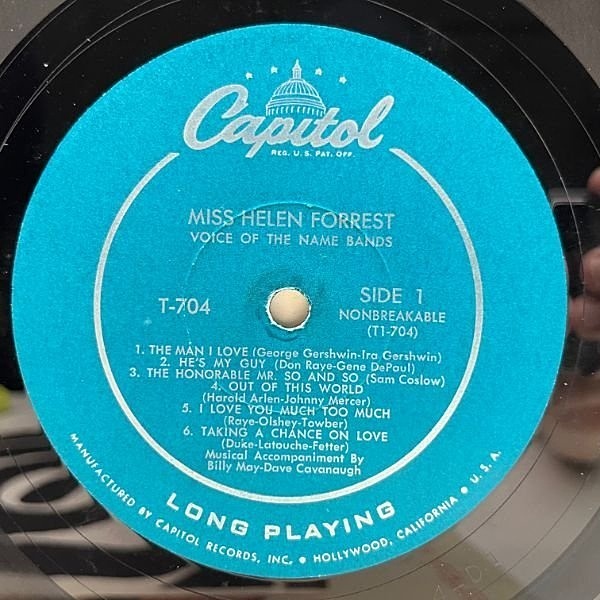 Capitol
REG. U.S. PAT. OFF.
MISS HELEN FORREST
VOICE OF THE NAME BANDS
T-704
SIDE 1
NONBREAKABLE
(T1-704)
1. THE MAN I LOVE (George Gershwin-Ira Gershwin)
2. HE'S MY GUY (Don Raye-Gene DePaul)
3. THE HONORABLE MR. SO AND SO (Sam Coslow)
4. OUT OF THIS WORLD
(Harold Arlen-Johnny Mercer)
5. I LOVE YOU MUCH TOO MUCH
(Raye-Olshey-Towber)
6. TAKING A CHANCE ON LOVE
(Duke-Latouche-Fetter)
Musical Accompaniment By
Billy May-Dave Cavanaugh
LONG PLAYING
MANUFACTURED BY CAPITOL RECORDS, INC. • HOLLYWOOD, CALIFORNIA • U.S.A.